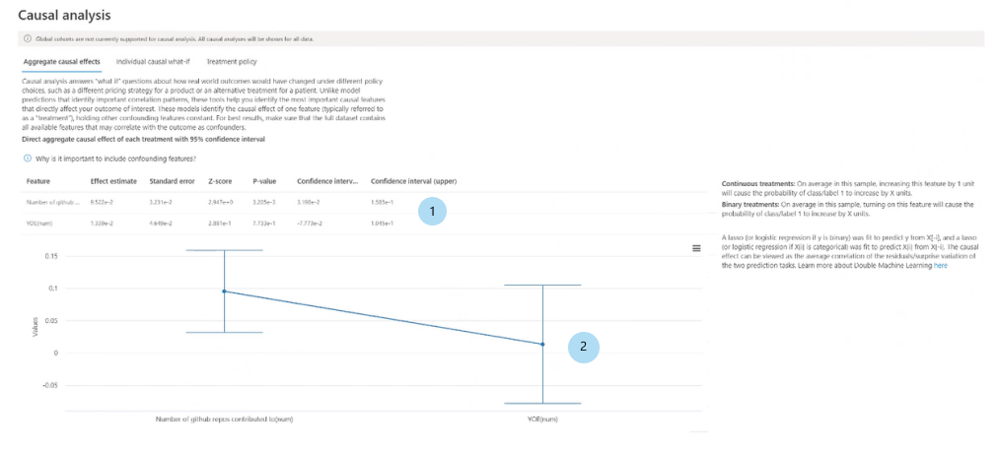 Causal analysis
Global cohorts are not currently supported for causal analysis. All causal analyses will be shown for all data.
Aggregate causal effects Individual causal what-if Treatment policy
Causal analysis answers "what if" questions about how real world outcomes would have changed under different policy
choices, such as a different pricing strategy for a product or an alternative treatment for a patient. Unlike model
predictions that identify important correlation patterns, these tools help you identify the most important causal features
that directly affect your outcome of interest. These models identify the causal effect of one feature (typically referred to
as a "treatment"), holding other confounding features constant. For best results, make sure that the full dataset contains
all available features that may correlate with the outcome as confounders.
Direct aggregate causal effect of each treatment with 95% confidence interval
Why is it important to include confounding features?
Feature Effect estimate Standard error Z-score P-value Confidence interv... Confidence interval (upper)
Number of github ... 9.522e-2 3.231e-2 2.947e+0 3.205e-3 3.190e-2 1.585e-1
YOE(num) 1.339e-2 4.648e-2 2.881e-1 7.733e-1 -7.773e-2 1.045e-1
1
Continuous treatments: On average in this sample, increasing this feature by 1 unit
will cause the probability of class/label 1 to increase by X units.
Binary treatments: On average in this sample, turning on this feature will cause the
probability of class/label 1 to increase by X units.
A lasso (or logistic regression if y is binary) was fit to predict y from X[-i], and a lasso
(or logistic regression if X[i] is categorical) was fit to predict X[i] from X[-i]. The causal
effect can be viewed as the average correlation of the residuals/surprise variation of
the two prediction tasks. Learn more about Double Machine Learning here
Values
0.15
0.1
0.05
0
-0.05
2
Number of github repos contributed to(num) YOE(num)